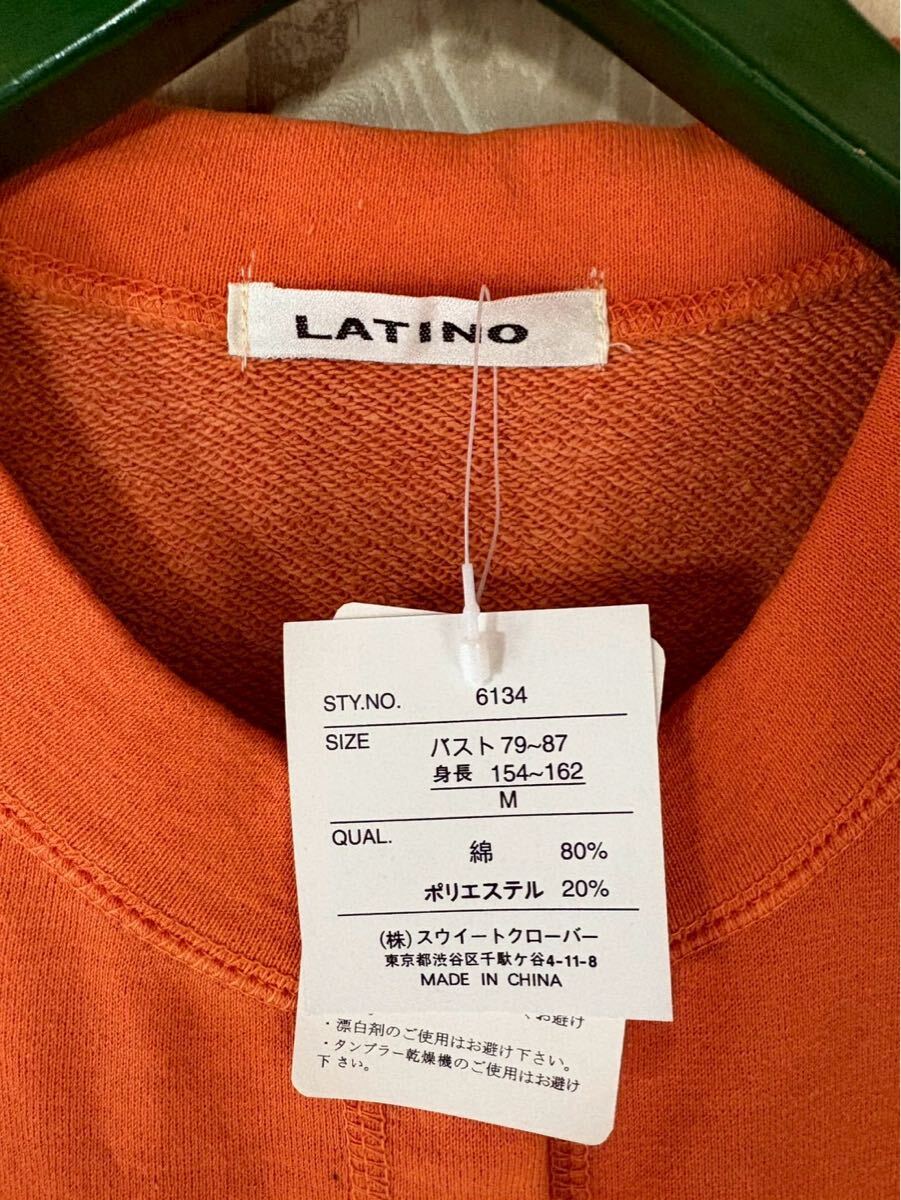 LATINO
STY.NO. 6134
SIZE バスト 79~87
身長 154~162
M
QUAL. 綿 80%
ポリエステル 20%
(株)スウイートクローバー
東京都渋谷区千駄ケ谷4-11-8
MADE IN CHINA
お避け
・漂白剤のご使用はお避け下さい。
・タンブラー乾燥機のご使用はお避け
下さい。